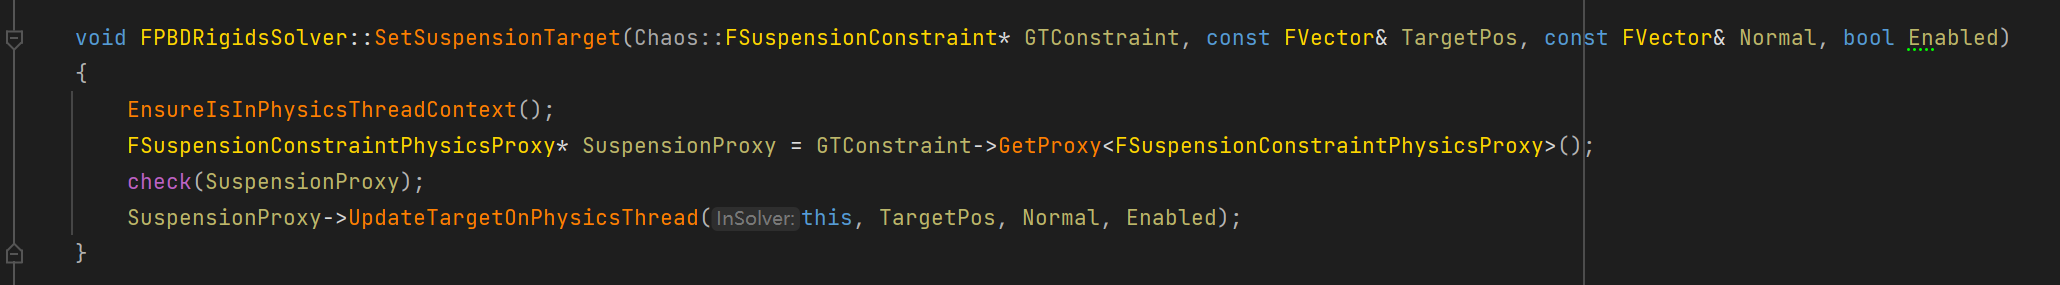 void FPBDRigidsSolver::SetSuspensionTarget(Chaos::FSuspensionConstraint* GTConstraint, const FVector& TargetPos, const FVector& Normal, bool Enabled)
{
EnsureIsInPhysicsThreadContext();
FSuspensionConstraintPhysicsProxy* SuspensionProxy = GTConstraint->GetProxy<FSuspensionConstraintPhysicsProxy>();
check(SuspensionProxy);
SuspensionProxy->UpdateTargetOnPhysicsThread(InSolver:this, TargetPos, Normal, Enabled);
}